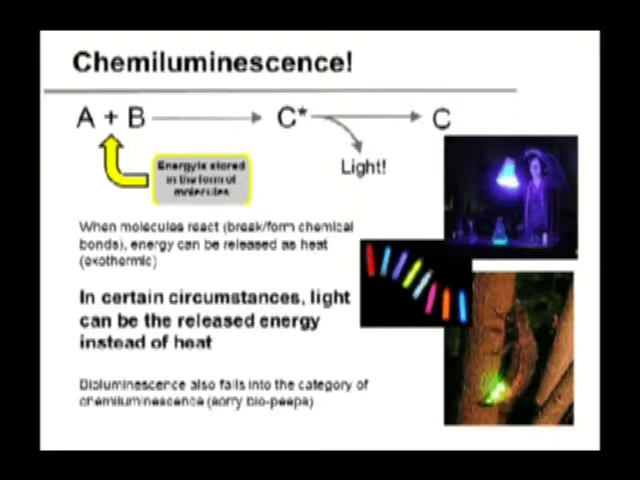 Chemiluminescence!
A + B C* C
Light!
Energy is stored
in the form of
molecules
When molecules react (break/form chemical
bonds), energy can be released as heat
(exothermic)
In certain circumstances, light
can be the released energy
instead of heat
Bioluminescence also falls into the category of
chemiluminescence (sorry bio-peeps)